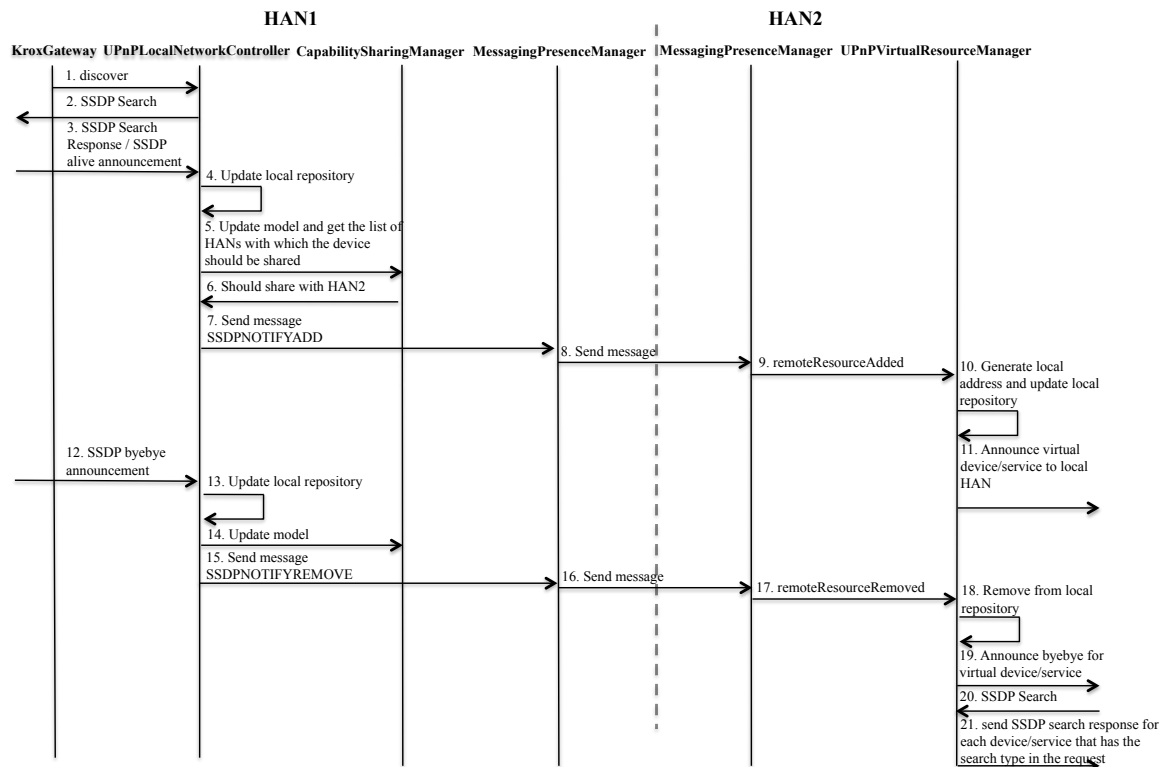 HAN1
HAN2
KroxGateway UPnPLocalNetworkController CapabilitySharingManager MessagingPresenceManager MessagingPresenceManager UPnPVirtualResourceManager
1. discover
2. SSDP Search
3. SSDP Search
Response / SSDP
alive announcement
4. Update local repository
5. Update model and get the list of
HANs with which the device
should be shared
6. Should share with HAN2
7. Send message
SSDPNOTIFYADD
8. Send message
9. remoteResourceAdded
10. Generate local
address and update local
repository
11. Announce virtual
device/service to local
HAN
12. SSDP byebye
announcement
13. Update local repository
14. Update model
15. Send message
SSDPNOTIFYREMOVE
16. Send message
17. remoteResourceRemoved
18. Remove from local
repository
19. Announce byebye for
virtual device/service
20. SSDP Search
21. send SSDP search response for
each device/service that has the
search type in the request